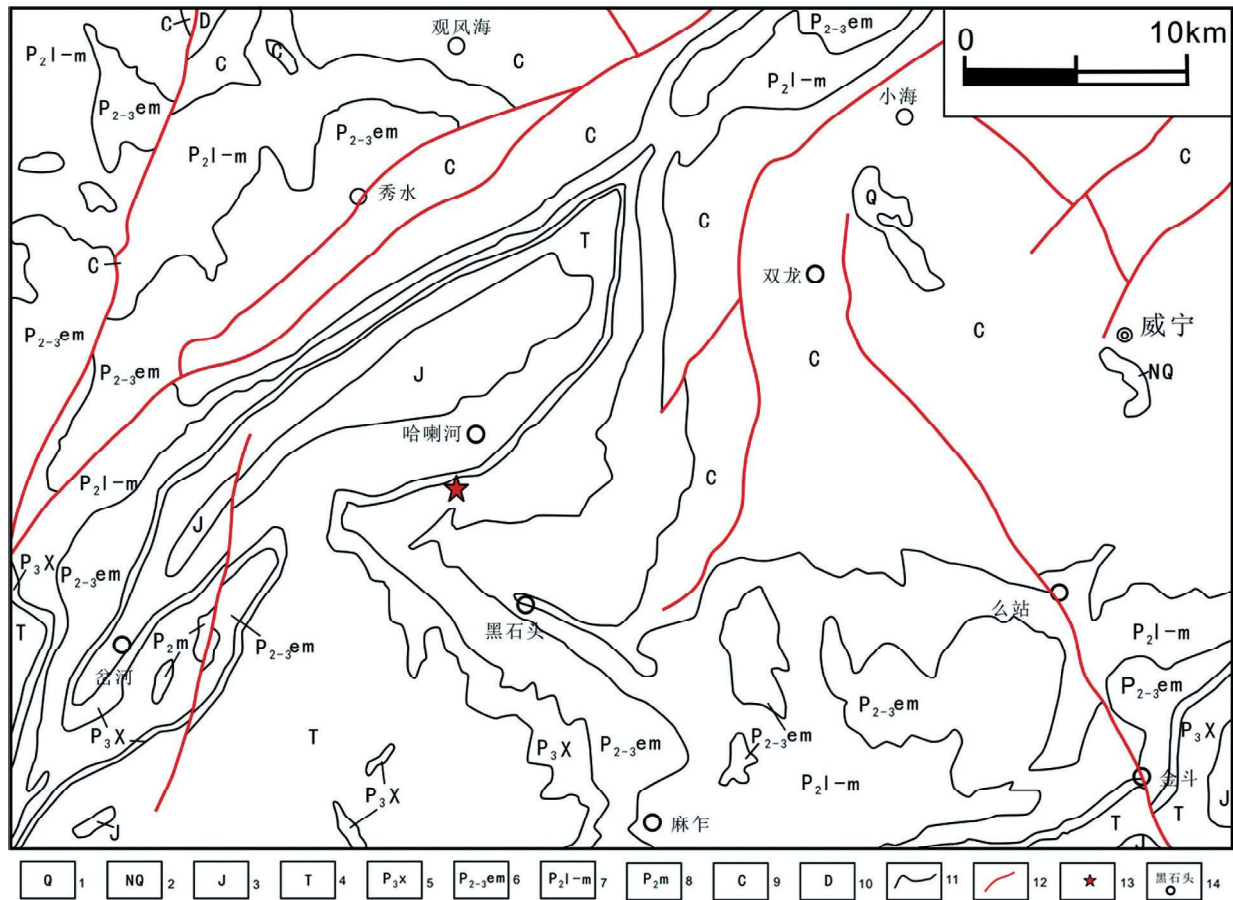 C D
观风海
P₂₋₃em
0 10km
P₂l-m
C
C
C
P₂l-m
P₂₋₃em
小海
P₂₋₃em
P₂l-m
C
C
C
秀水
Q
C
T
C
双龙
威宁
P₂₋₃em
C
P₂₋₃em
J
C
NQ
哈喇河
P₂l-m
C
J
P₃X
P₂₋₃em
么站
黑石头
T
P₂m
P₂₋₃em
P₂l-m
岔河
P₂₋₃em
P₂₋₃em
P₃X
T
P₃X
P₂₋₃em
P₂₋₃em
P₃X
P₃X
P₂l-m
金斗
J
J
麻乍
T
T
J
Q 1 NQ 2 J 3 T 4 P₃x 5 P₂₋₃em 6 P₂l-m 7 P₂m 8 C 9 D 10 11 12 13 黑石头 14